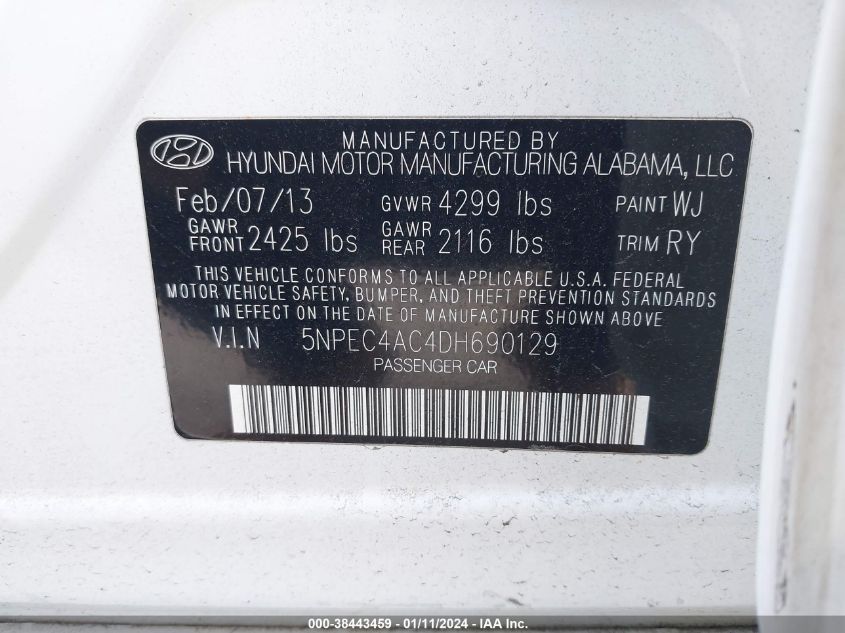 MANUFACTURED BY
HYUNDAI MOTOR MANUFACTURING ALABAMA, LLC
Feb/07/13 GVWR 4299 lbs PAINT WJ
GAWR FRONT 2425 lbs GAWR REAR 2116 lbs TRIM RY
THIS VEHICLE CONFORMS TO ALL APPLICABLE U.S.A. FEDERAL
MOTOR VEHICLE SAFETY, BUMPER, AND THEFT PREVENTION STANDARDS
IN EFFECT ON THE DATE OF MANUFACTURE SHOWN ABOVE
V.I.N 5NPEC4AC4DH690129
PASSENGER CAR
000-38443459 - 01/11/2024 - IAA Inc.